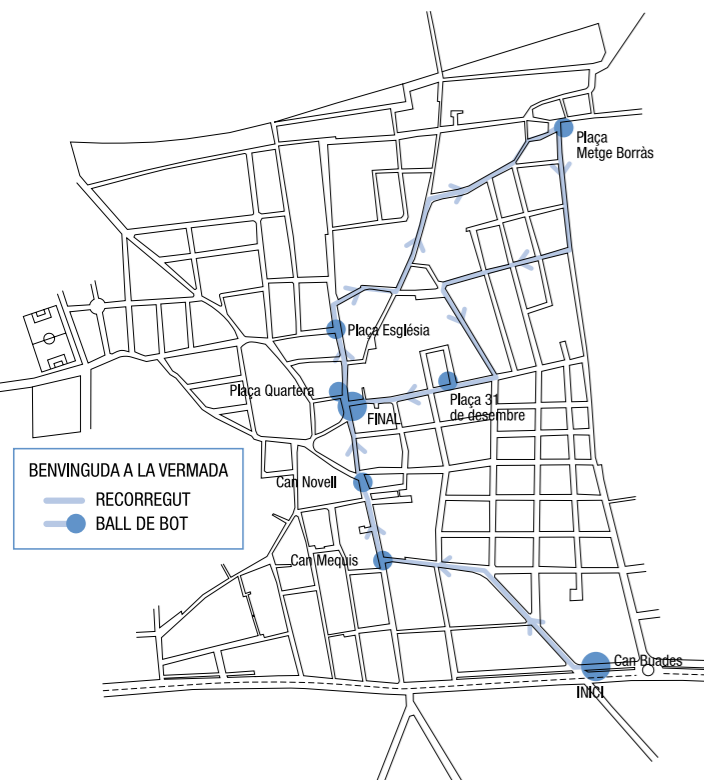 Plaça
Metge Borràs
Plaça Església
Plaça Quartera
FINAL
Plaça 31
de desembre
BENVINGUDA A LA VERMADA
RECORREGUT
BALL DE BOT
Can Novell
Can Mequis
Can Buades
INICI